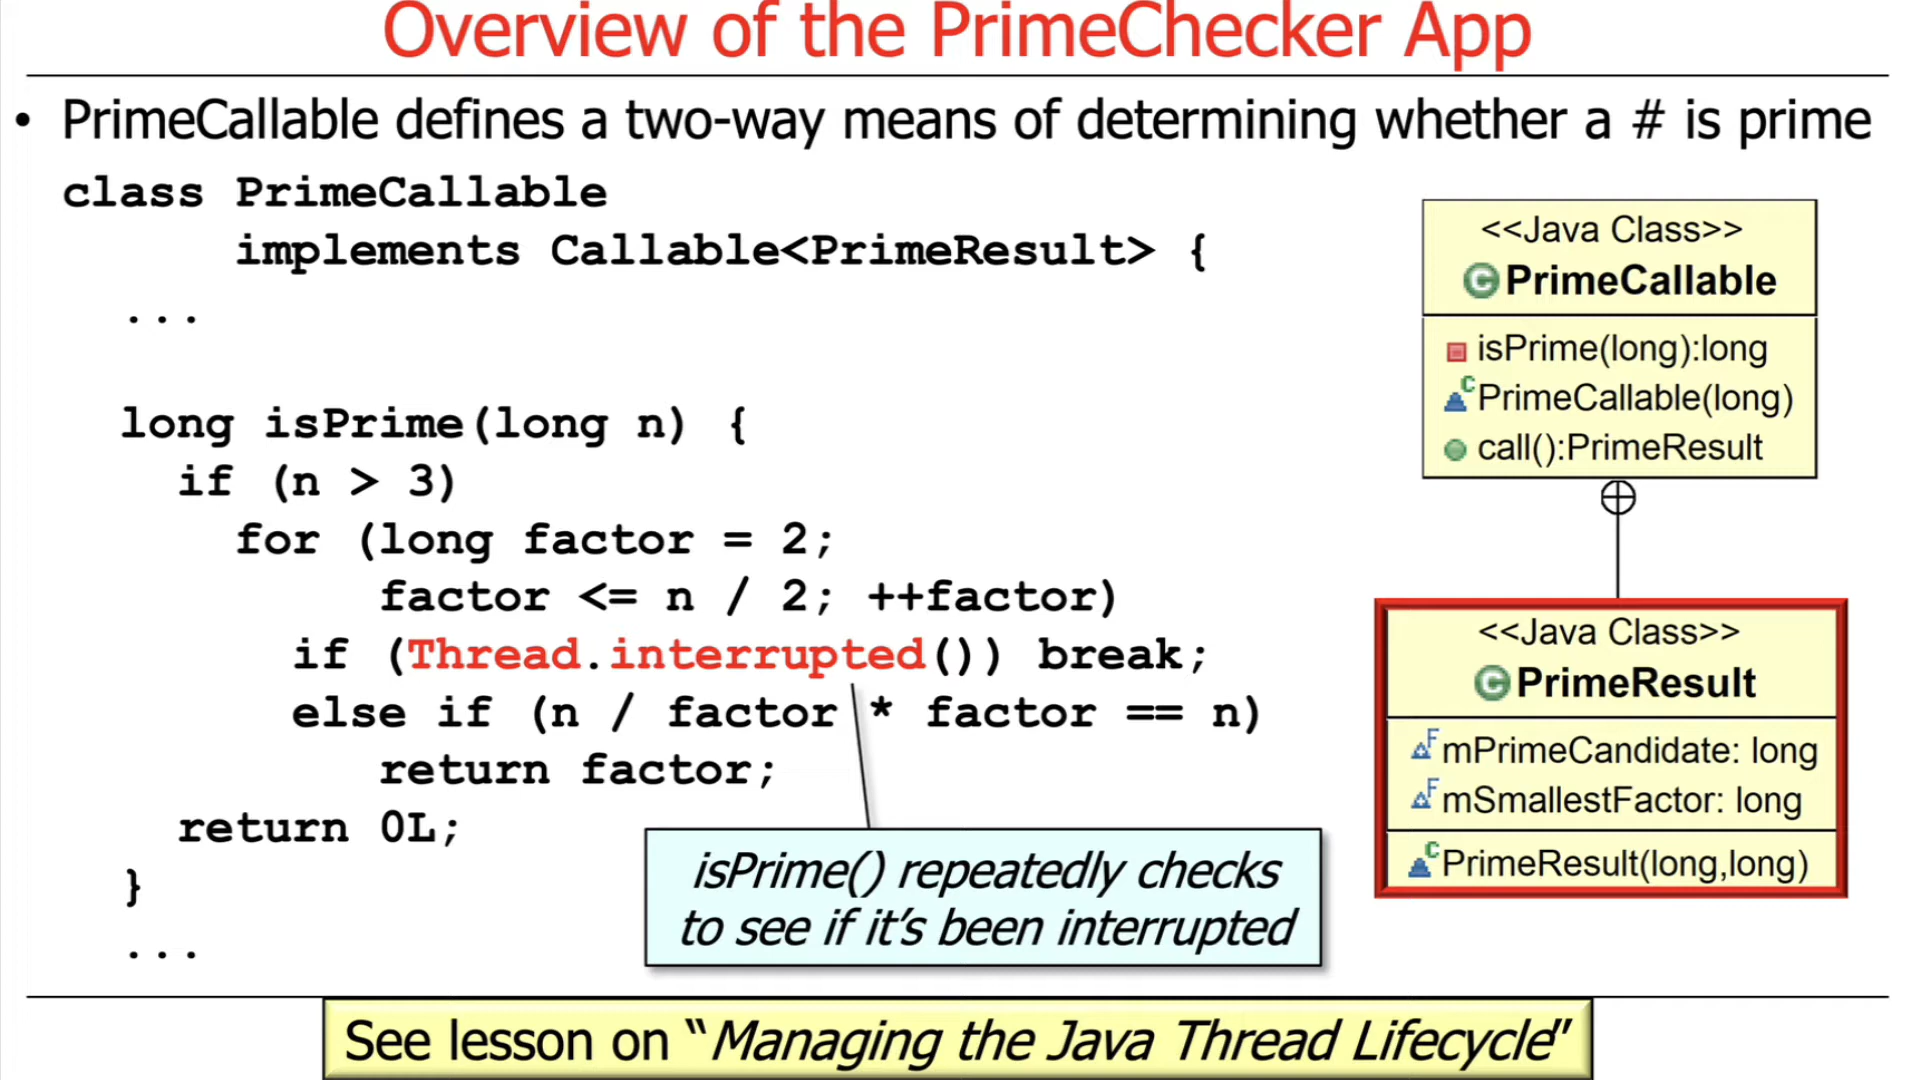 Overview of the PrimeChecker App
• PrimeCallable defines a two-way means of determining whether a # is prime
class PrimeCallable
implements Callable<PrimeResult> {
...
long isPrime(long n) {
if (n > 3)
for (long factor = 2;
factor <= n / 2; ++factor)
if (Thread.interrupted()) break;
else if (n / factor * factor == n)
return factor;
return 0L;
}
...
isPrime() repeatedly checks
to see if it’s been interrupted
<<Java Class>>
C PrimeCallable
isPrime(long):long
C PrimeCallable(long)
call():PrimeResult
<<Java Class>>
C PrimeResult
F mPrimeCandidate: long
F mSmallestFactor: long
C PrimeResult(long,long)
See lesson on “Managing the Java Thread Lifecycle”